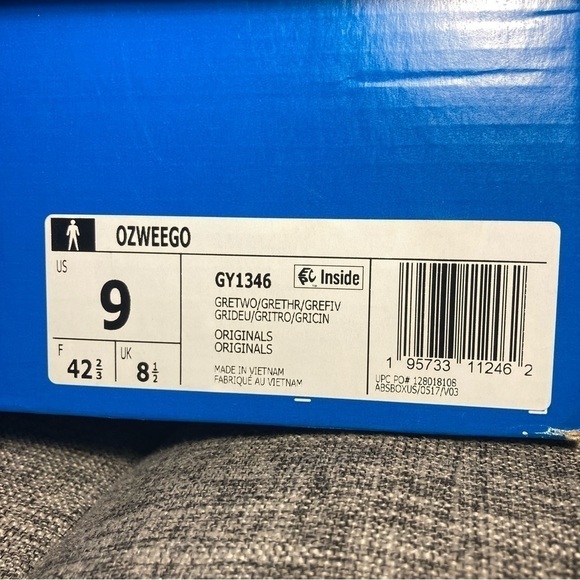 OZWEEGO
US
9
F
42 2/3
UK
8 1/2
GY1346
Inside
GRETWO/GRETHR/GREFIV
GRIDEU/GRITRO/GRICIN
ORIGINALS
ORIGINALS
MADE IN VIETNAM
FABRIQUÉ AU VIETNAM
1 95733 11246 2
UPC PO# 128018108
ABSBOXUS/0517/V03